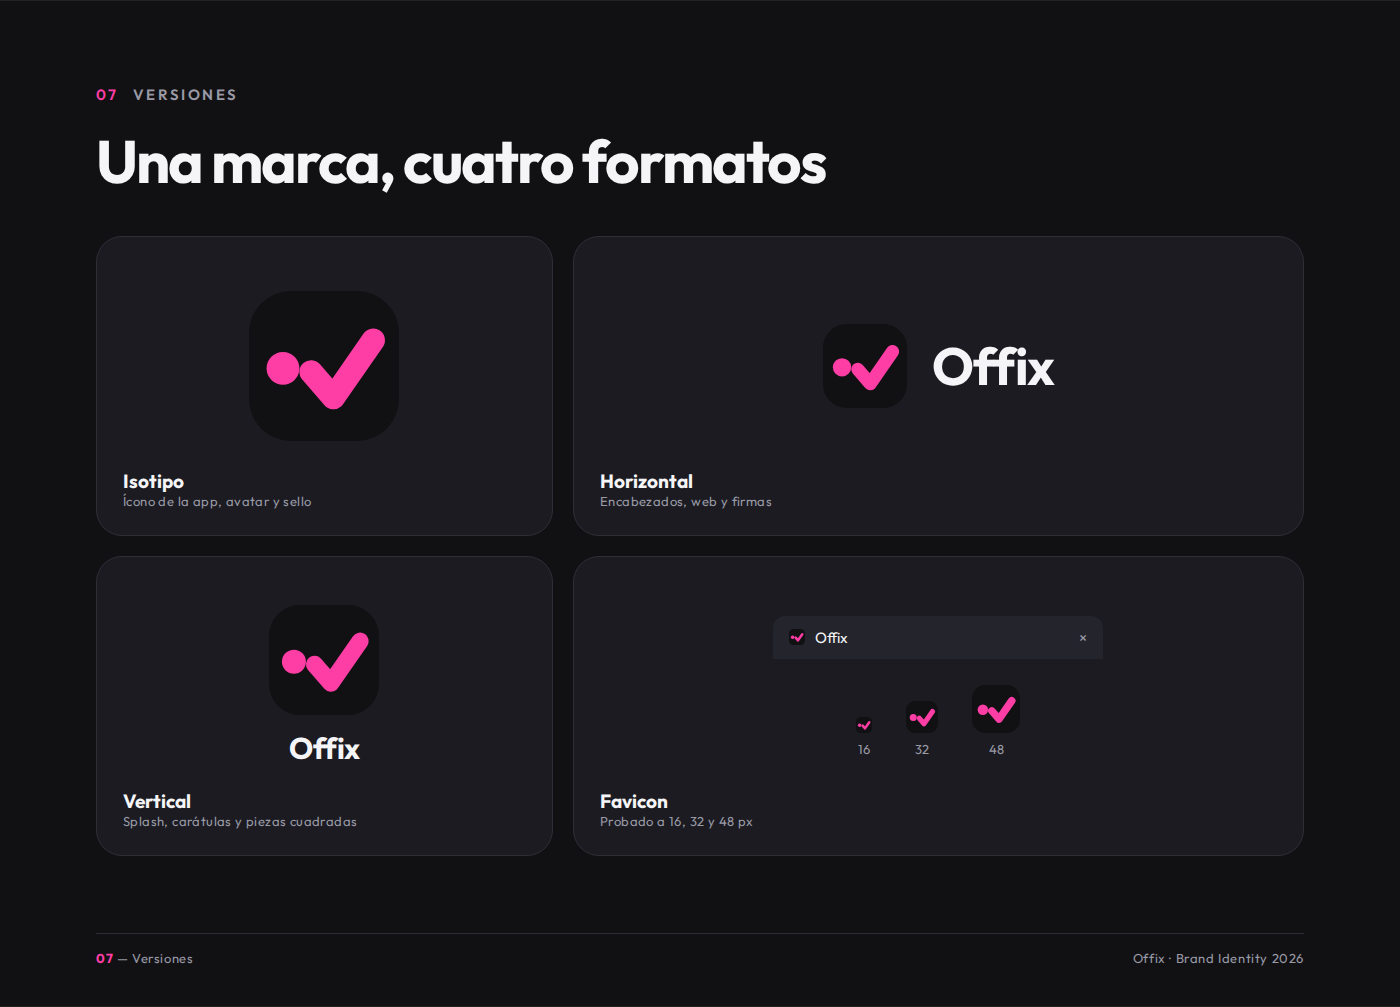 07 VERSIONES
Una marca, cuatro formatos
Isotipo
Ícono de la app, avatar y sello
Offix
Horizontal
Encabezados, web y firmas
Offix
Vertical
Splash, carátulas y piezas cuadradas
Offix ×
16 32 48
Favicon
Probado a 16, 32 y 48 px
07 — Versiones
Offix · Brand Identity 2026